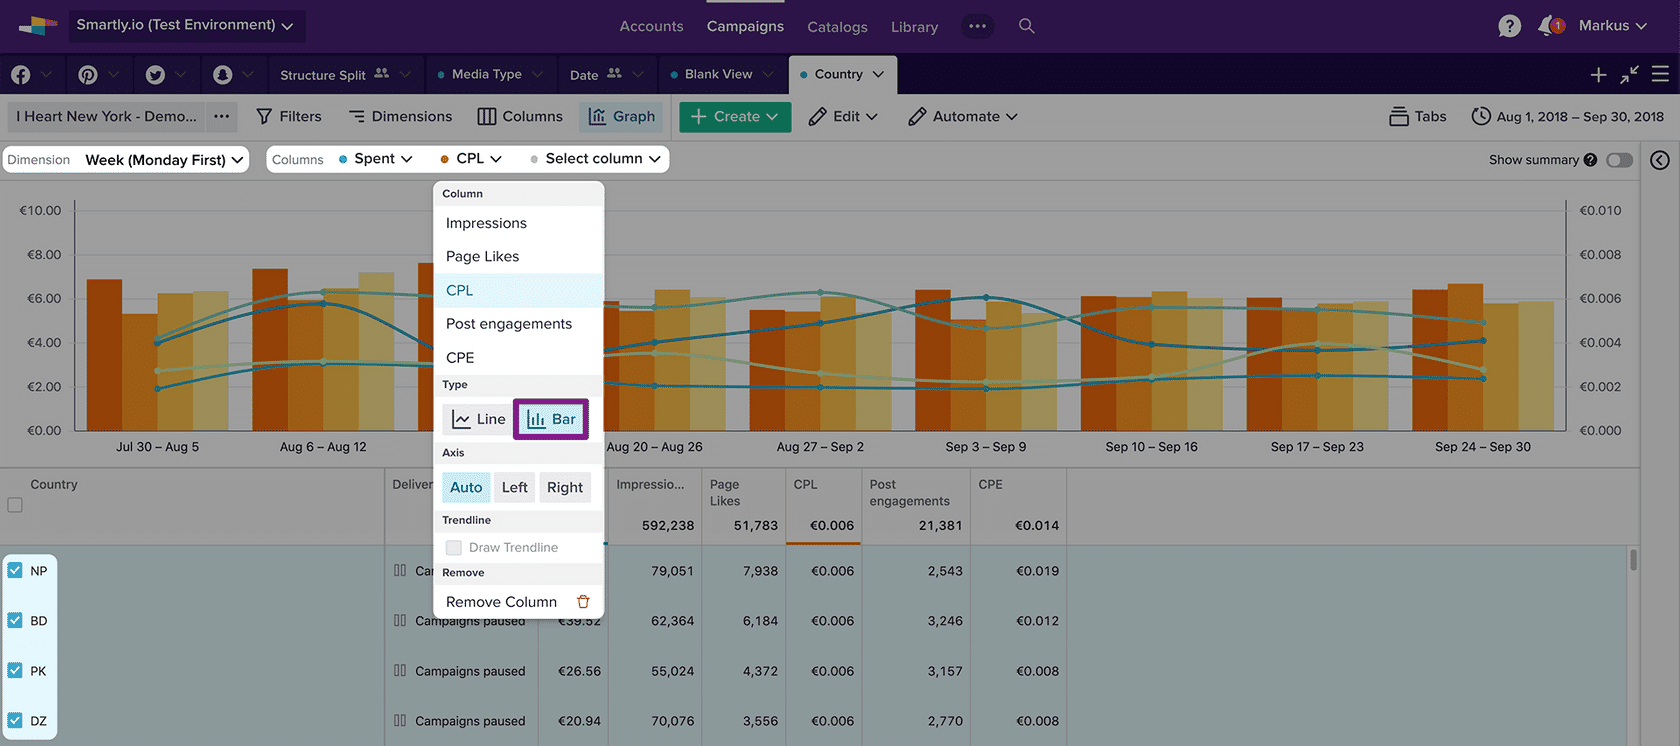 Smartly.io (Test Environment)
Accounts
Campaigns
Catalogs
Library
?
1
Markus
Structure Split
Media Type
Date
Blank View
Country
I Heart New York - Demo...
Filters
Dimensions
Columns
Graph
Create
Edit
Automate
Tabs
Aug 1, 2018 – Sep 30, 2018
Dimension Week (Monday First)
Columns Spent CPL Select column
Show summary ?
Column
Impressions
Page Likes
CPL
Post engagements
CPE
Type
Line Bar
Axis
Auto Left Right
Trendline
Draw Trendline
Remove
Remove Column
€10.00
€8.00
€6.00
€4.00
€2.00
€0.00
€0.010
€0.008
€0.006
€0.004
€0.002
€0.000
Jul 30 – Aug 5
Aug 6 – Aug 12
Aug 20 – Aug 26
Aug 27 – Sep 2
Sep 3 – Sep 9
Sep 10 – Sep 16
Sep 17 – Sep 23
Sep 24 – Sep 30
Country
Impressio...
Page
Likes
CPL
Post
engagements
CPE
592,238 51,783 €0.006 21,381 €0.014
NP 79,051 7,938 €0.006 2,543 €0.019
BD Campaigns paused €39.52 62,364 6,184 €0.006 3,246 €0.012
PK Campaigns paused €26.56 55,024 4,372 €0.006 3,157 €0.008
DZ Campaigns paused €20.94 70,076 3,556 €0.006 2,770 €0.008